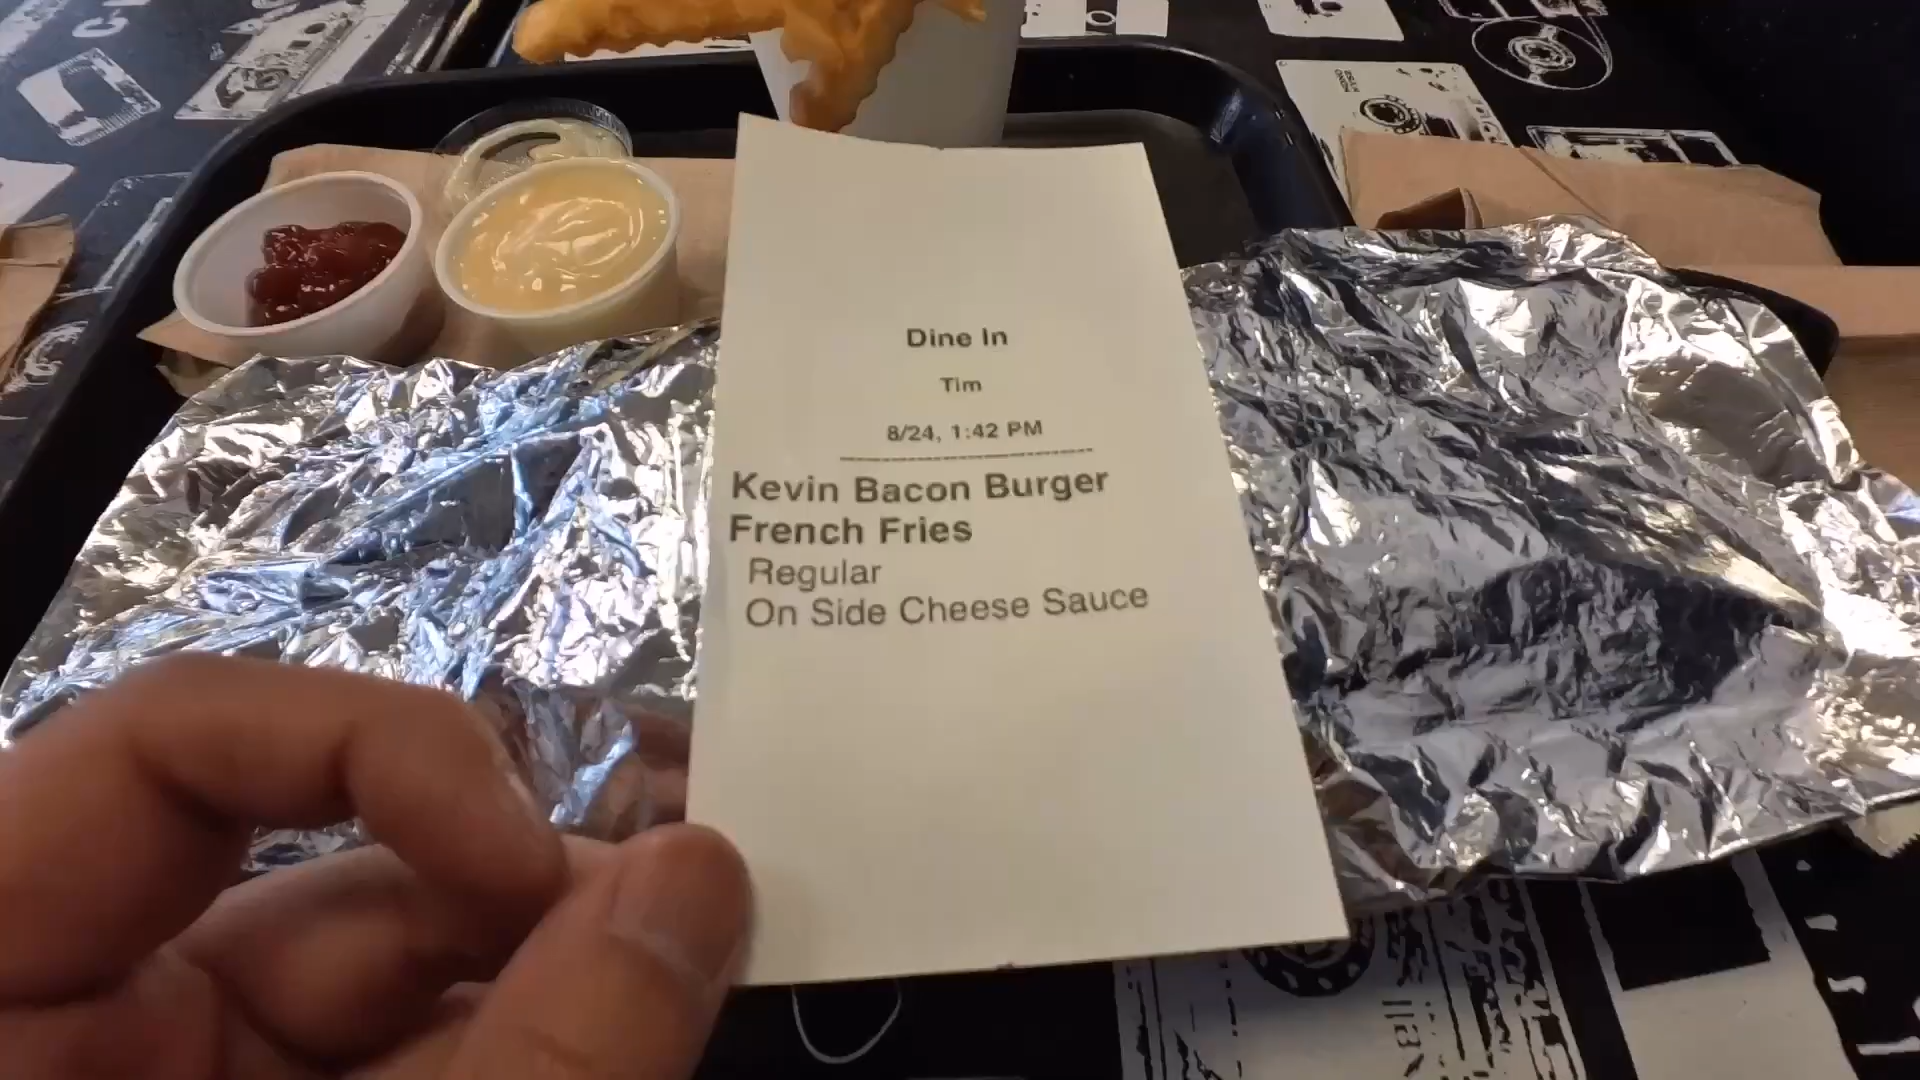 Dine In
Tim
8/24, 1:42 PM
Kevin Bacon Burger
French Fries
Regular
On Side Cheese Sauce